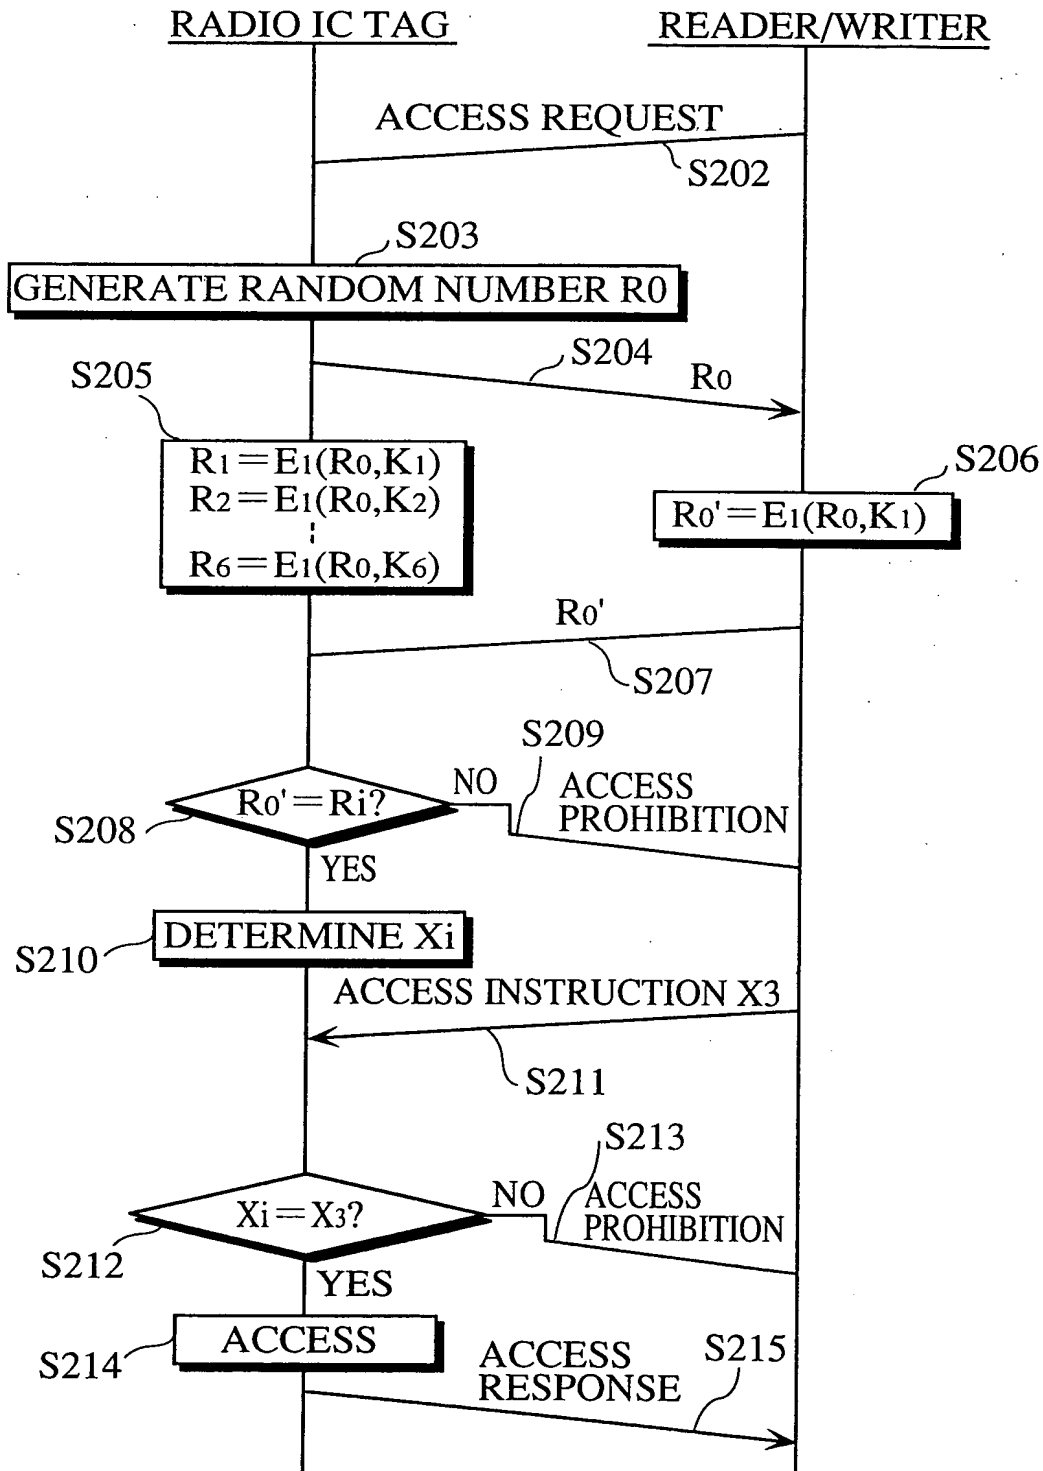 RADIO IC TAG
READER/WRITER
ACCESS REQUEST
S202
S203
GENERATE RANDOM NUMBER R0
S204
R0
S205
R1=E1(R0,K1)
R2=E1(R0,K2)
R6=E1(R0,K6)
S206
R0'=E1(R0,K1)
R0'
S207
S209
NO
ACCESS
PROHIBITION
R0'=Ri?
S208
YES
DETERMINE Xi
S210
ACCESS INSTRUCTION X3
S211
S213
NO
ACCESS
PROHIBITION
Xi=X3?
S212
YES
ACCESS
S214
ACCESS
RESPONSE
S215